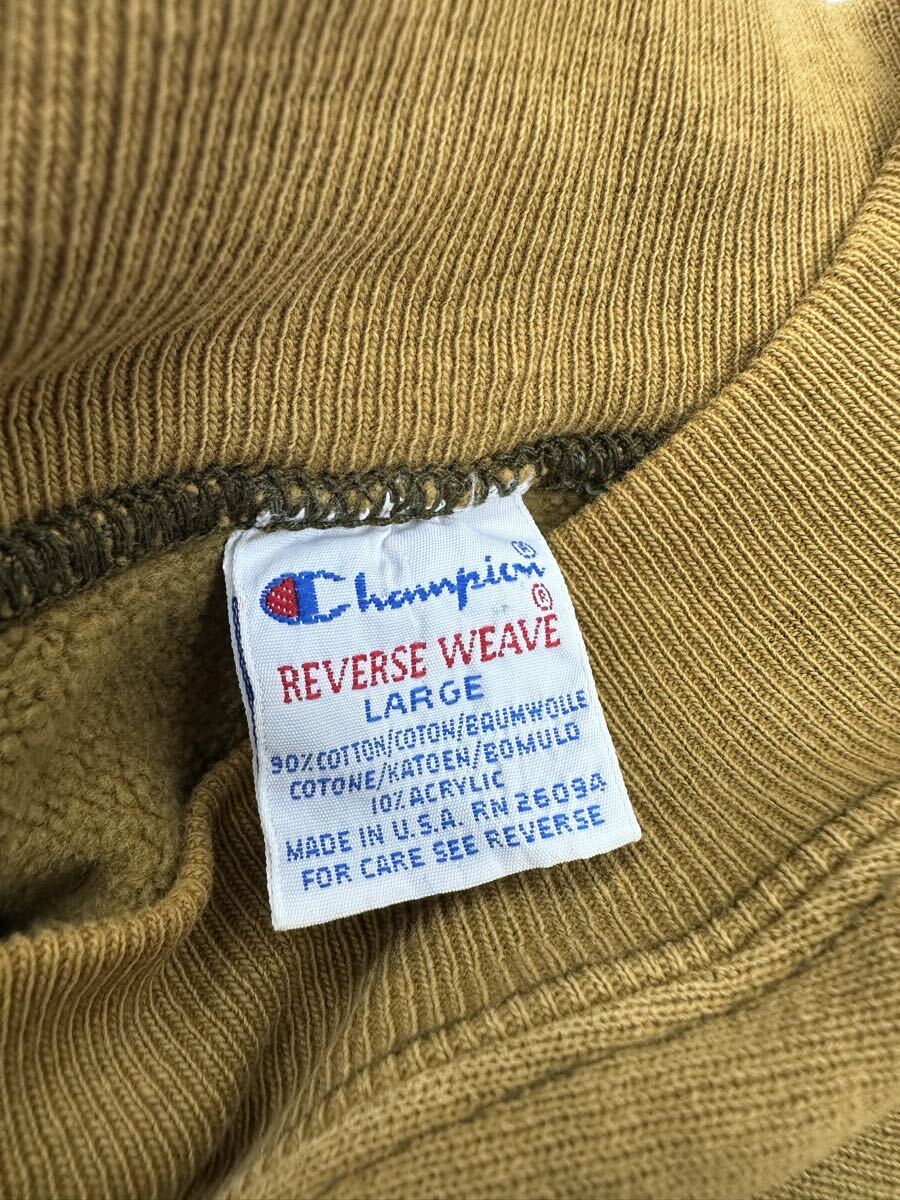 Champion®
REVERSE WEAVE®
LARGE
90%COTTON/COTON/BAUMWOLLE
COTONE/KATOEN/BOMULD
10%ACRYLIC
MADE IN U.S.A. RN 26094
FOR CARE SEE REVERSE